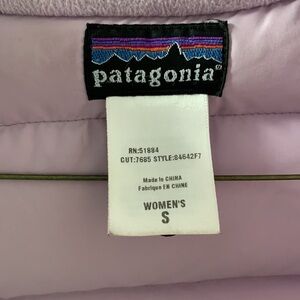 patagonia
RN:51884
CUT:7685 STYLE:84642F7
Made in CHINA
Fabriqué EN CHINE
WOMEN'S
S